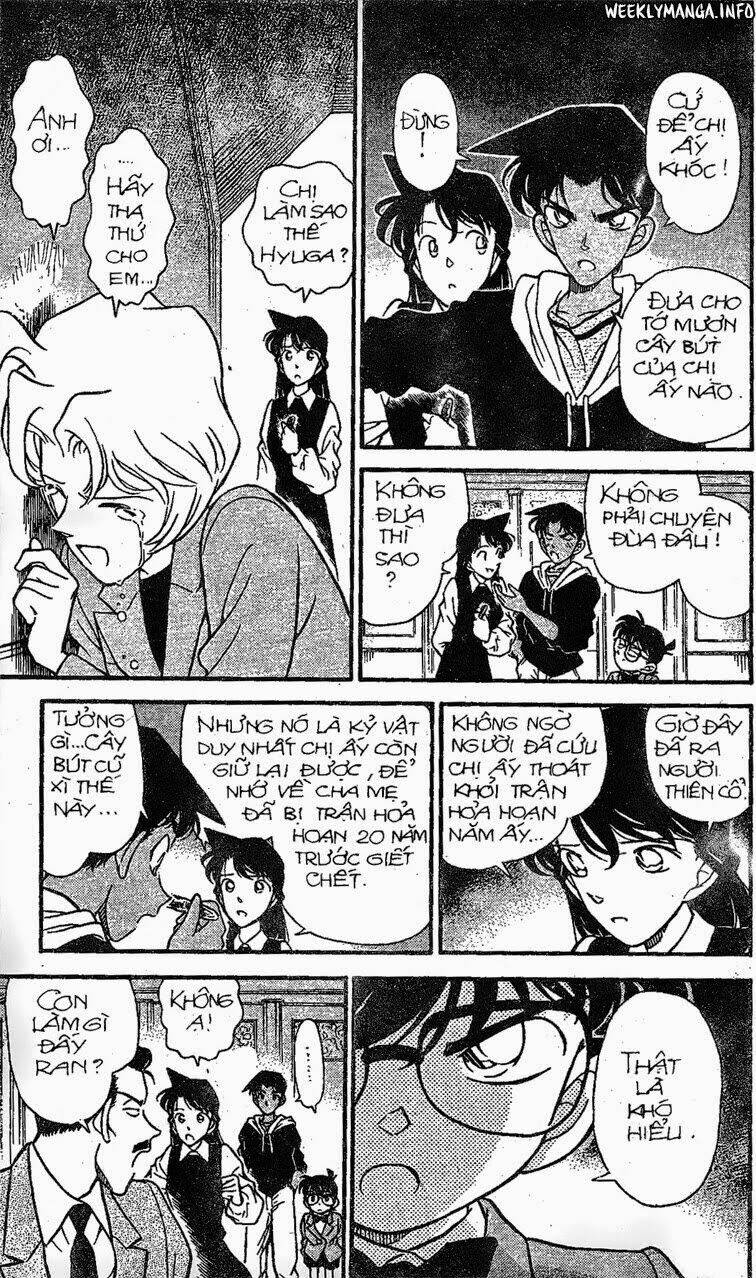 WEEKLYMANGA.INFO
CỨ
ĐỂ CHỊ
ẤY
KHÓC!
ĐỪNG
!
ĐƯA CHO
TỚ MƯỢN
CÂY BÚT
CỦA CHỊ
ẤY NÀO.
CHỊ
LÀM SAO
THẾ
HYUGA?
ANH
ƠI...
....
HÃY
THA
THỨ
CHO
EM...
KHÔNG
PHẢI CHUYỆN
ĐÙA ĐÂU!
KHÔNG
ĐƯA
THÌ
SAO
?
GIỜ ĐÂY
ĐÃ RA
NGƯỜI
THIÊN CỔ.
KHÔNG NGỜ
NGƯỜI ĐÃ CỨU
CHỊ ẤY THOÁT
KHỎI TRẬN
HỎA HOẠN
NĂM ẤY...
NHƯNG NÓ LÀ KỶ VẬT
DUY NHẤT CHỊ ẤY CÒN
GIỮ LẠI ĐƯỢC, ĐỂ
NHỚ VỀ CHA MẸ
ĐÃ BỊ TRẬN HỎA
HOẠN 20 NĂM
TRƯỚC GIẾT
CHẾT.
TƯỞNG
GÌ...CÂY
BÚT CŨ
XÌ THẾ
NÀY...
THẬT
LÀ
KHÓ
HIỂU.
.....
KHÔNG
Ạ!
CON
LÀM GÌ
ĐẤY
RAN?